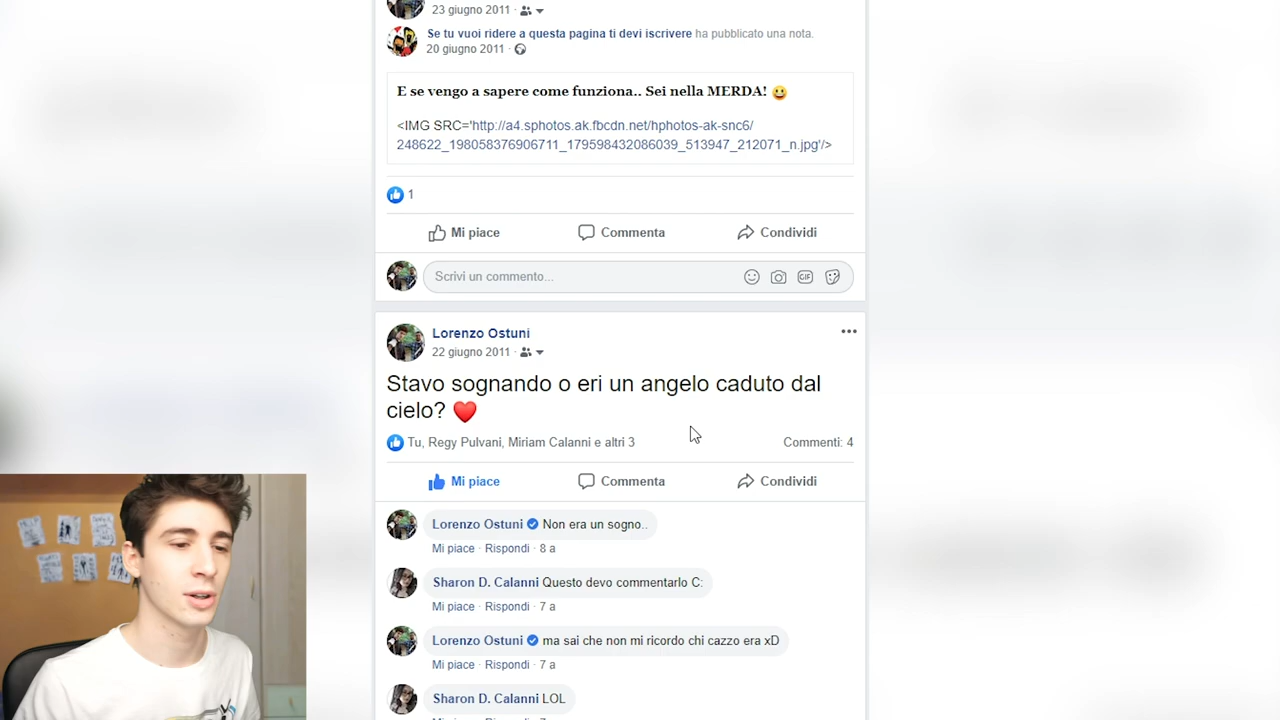 23 giugno 2011 ·
Se tu vuoi ridere a questa pagina ti devi iscrivere ha pubblicato una nota.
20 giugno 2011 ·
E se vengo a sapere come funziona.. Sei nella MERDA! 😃
<IMG SRC='http://a4.sphotos.ak.fbcdn.net/hphotos-ak-snc6/
248622_198058376906711_179598432086039_513947_212071_n.jpg'/>
1
Mi piace Commenta Condividi
Scrivi un commento... GIF
Lorenzo Ostuni
22 giugno 2011 ·
Stavo sognando o eri un angelo caduto dal
cielo? ❤️
Tu, Regy Pulvani, Miriam Calanni e altri 3 Commenti: 4
Mi piace Commenta Condividi
Lorenzo Ostuni Non era un sogno..
Mi piace · Rispondi · 8 a
Sharon D. Calanni Questo devo commentarlo C:
Mi piace · Rispondi · 7 a
Lorenzo Ostuni ma sai che non mi ricordo chi cazzo era xD
Mi piace · Rispondi · 7 a
Sharon D. Calanni LOL